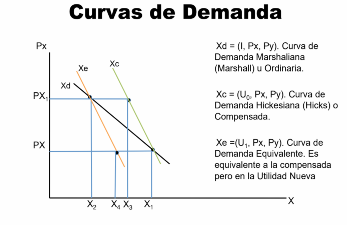 Curvas de Demanda
Px
Xe
Xc
Xd
PX₁
PX
X₂
X₄
X₃
X₁
X
Xd = (I, Px, Py). Curva de
Demanda Marshaliana
(Marshall) u Ordinaria.
Xc = (U₀, Px, Py). Curva de
Demanda Hickesiana (Hicks) o
Compensada.
Xe =(U₁, Px, Py). Curva de
Demanda Equivalente. Es
equivalente a la compensada
pero en la Utilidad Nueva